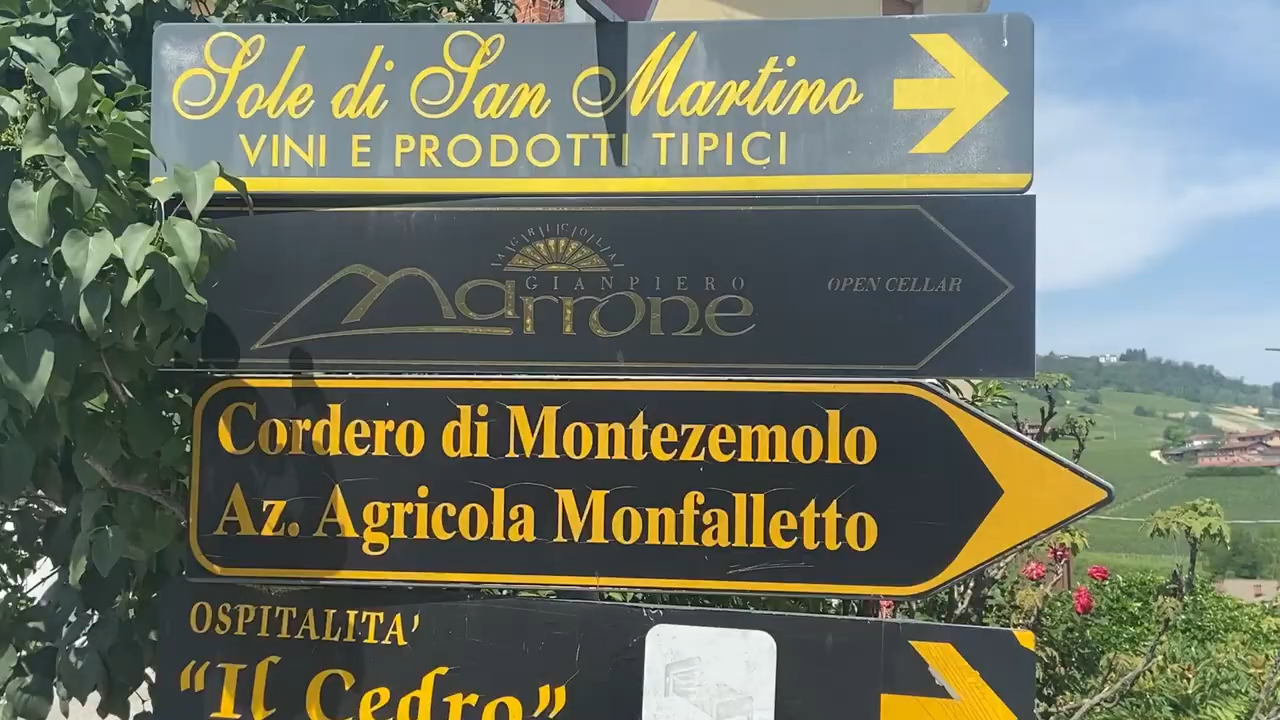 Sole di San Martino
VINI E PRODOTTI TIPICI
AGRICOLA
GIANPIERO
Marrone
OPEN CELLAR
Cordero di Montezemolo
Az. Agricola Monfalletto
OSPITALITA'
"Il Cedro"